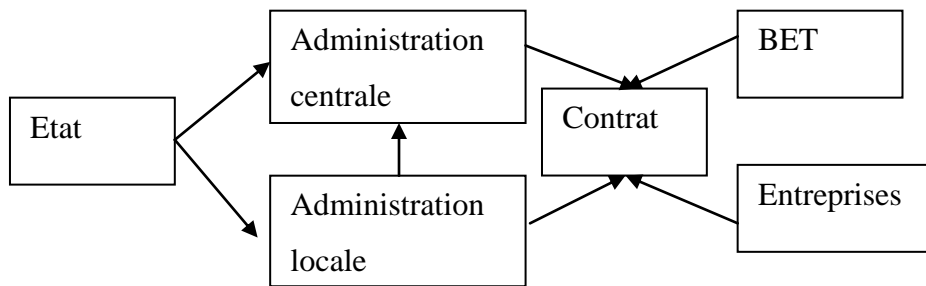 Etat
Administration
centrale
Administration
locale
Contrat
BET
Entreprises